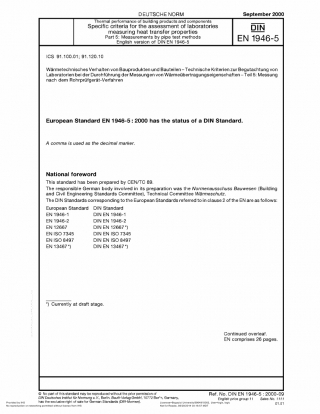 DEUTSCHE NORM
September 2000
Thermal performance of building products and components
Specific criteria for the assessment of laboratories
measuring heat transfer properties
Part 5: Measurements by pipe test methods
English version of DIN EN 1946-5
DIN
EN 1946-5
ICS 91.100.01; 91.120.10
Wärmetechnisches Verhalten von Bauprodukten und Bauteilen – Technische Kriterien zur Begutachtung von
Laboratorien bei der Durchführung der Messungen von Wärmeübertragungseigenschaften – Teil 5: Messung
nach dem Rohrprüfgerät-Verfahren
European Standard EN 1946-5 : 2000 has the status of a DIN Standard.
A comma is used as the decimal marker.
National foreword
This standard has been prepared by CEN/TC 89.
The responsible German body involved in its preparation was the Normenausschuss Bauwesen (Building
and Civil Engineering Standards Committee), Technical Committee Wärmeschutz.
The DIN Standards corresponding to the European Standards referred to in clause 2 of the EN are as follows:
European Standard DIN Standard
EN 1946-1 DIN EN 1946-1
EN 1946-2 DIN EN 1946-2
EN 12667 DIN EN 12667*)
EN ISO 7345 DIN EN ISO 7345
EN ISO 8497 DIN EN ISO 8497
EN 13467*) DIN EN 13467*)
*) Currently at draft stage.
Continued overleaf.
EN comprises 26 pages.
© No part of this standard may be reproduced without the prior permission of
DIN Deutsches Institut für Normung e.V., Berlin. Beuth Verlag GmbH, 10772 Berlin, Germany,
has the exclusive right of sale for German Standards (DIN-Normen).
Ref. No. DIN EN 1946-5 : 2000-09
English price group 11 Sales No. 1111
01.01